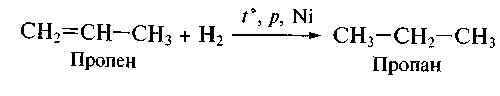 t°, p, Ni
CH₂=CH–CH₃ + H₂ → CH₃–CH₂–CH₃
Пропен Пропан